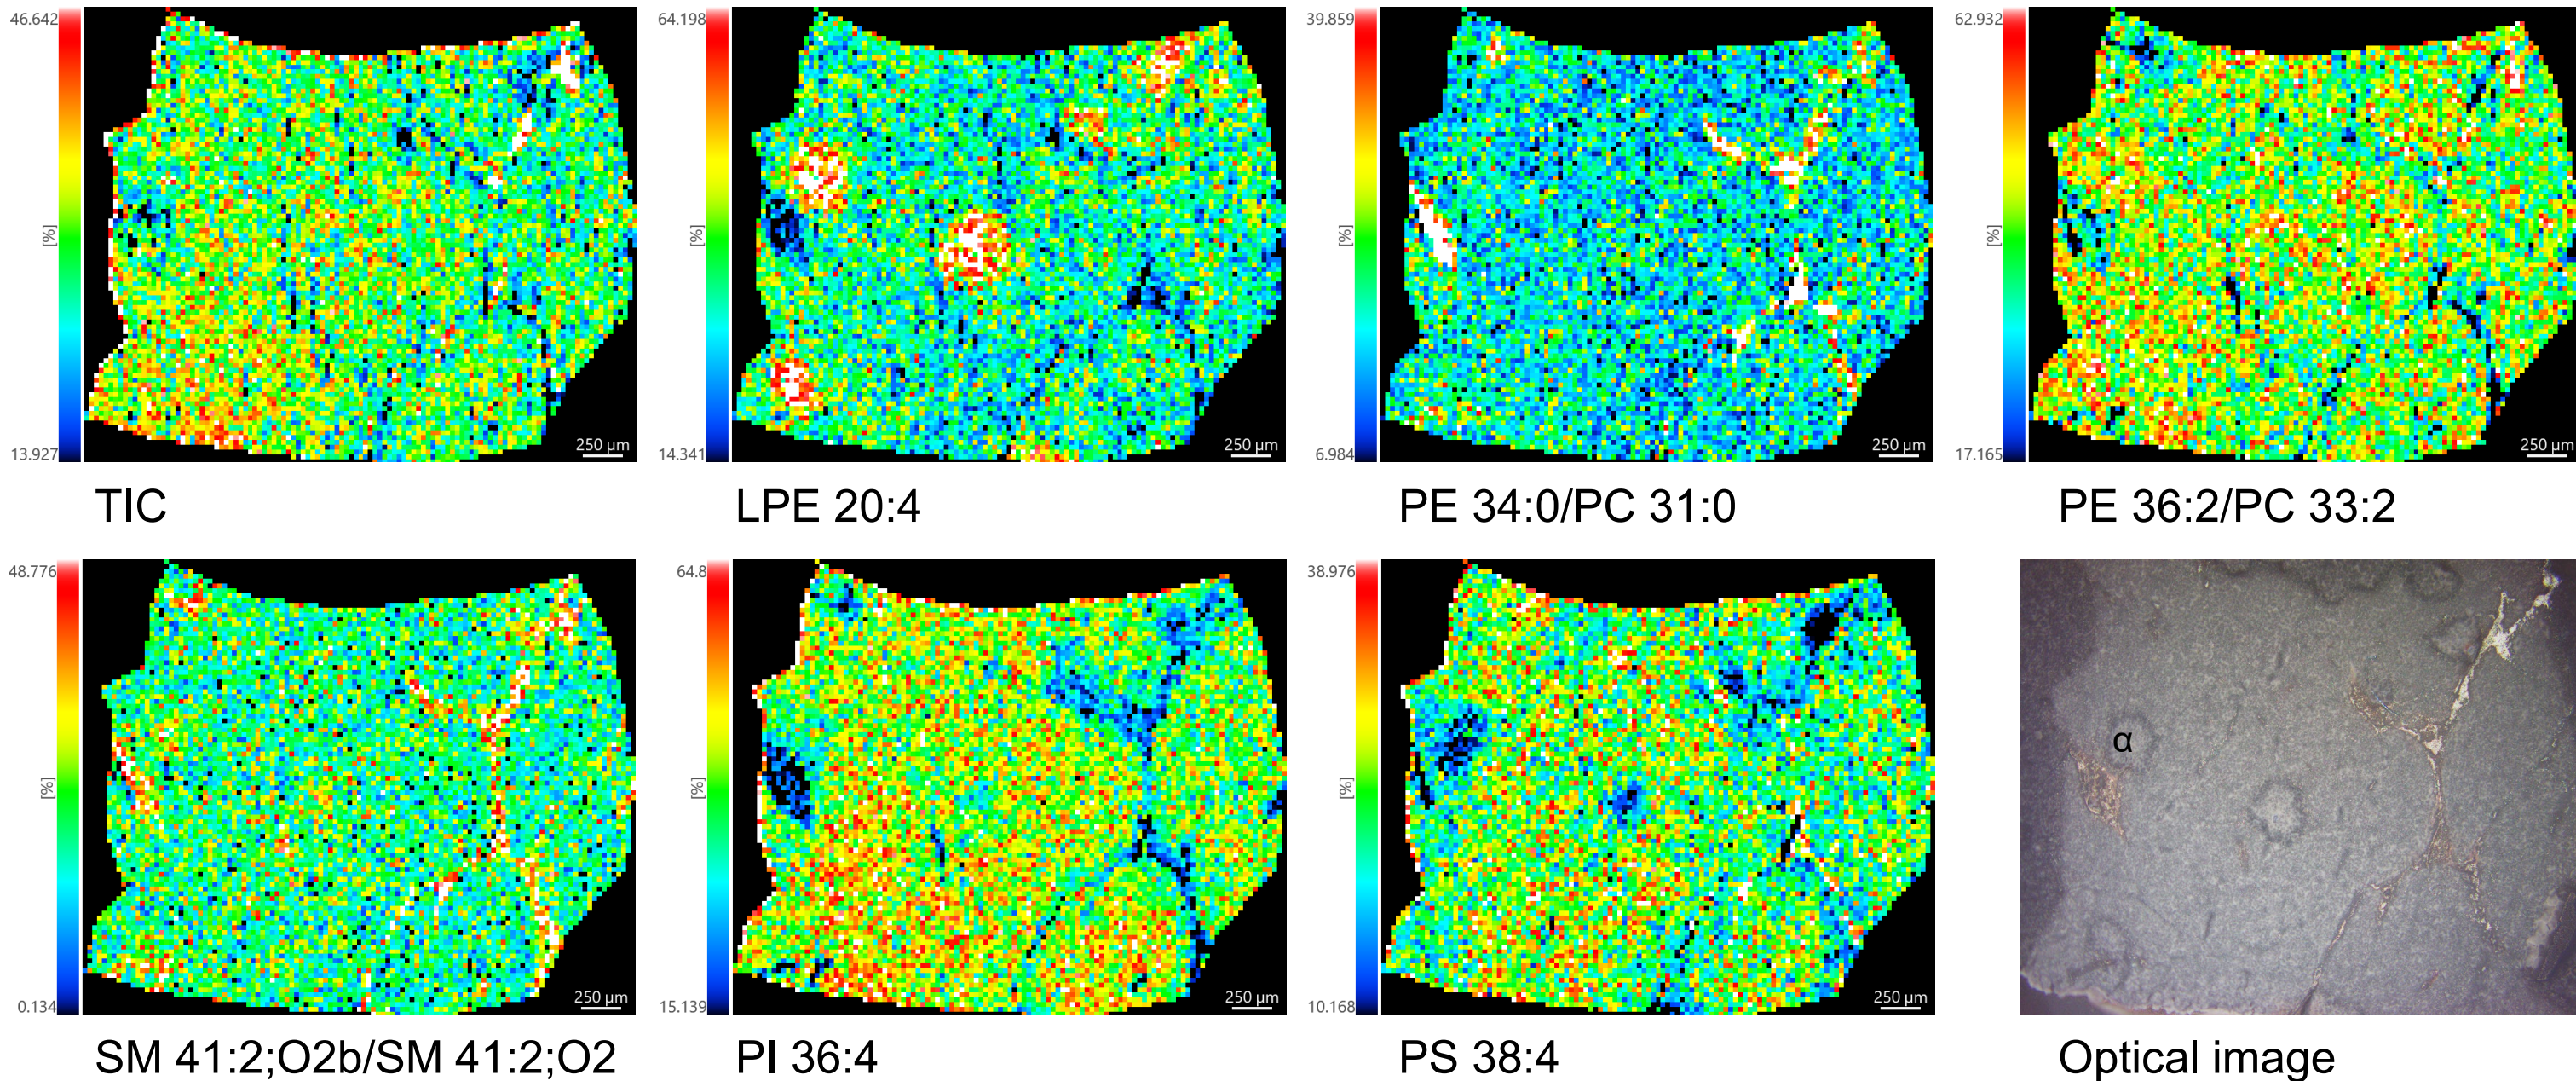 46.642
[%]
13.927
250 µm
TIC
64.198
[%]
14.341
250 µm
LPE 20:4
39.859
[%]
6.984
250 µm
PE 34:0/PC 31:0
62.932
[%]
17.165
250 µm
PE 36:2/PC 33:2
48.776
[%]
0.134
250 µm
SM 41:2;O2b/SM 41:2;O2
64.8
[%]
15.139
250 µm
PI 36:4
38.976
[%]
10.168
250 µm
PS 38:4
α
Optical image